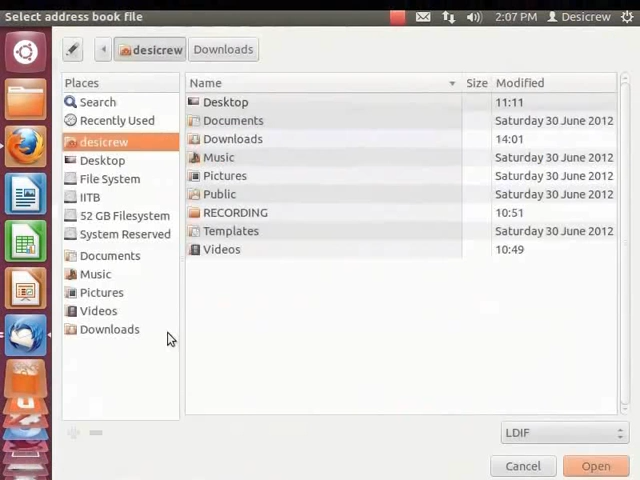 Select address book file
2:07 PM Desicrew
desicrew Downloads
Places
Search
Recently Used
desicrew
Desktop
File System
IITB
52 GB Filesystem
System Reserved
Documents
Music
Pictures
Videos
Downloads
Name Size Modified
Desktop 11:11
Documents Saturday 30 June 2012
Downloads 14:01
Music Saturday 30 June 2012
Pictures Saturday 30 June 2012
Public Saturday 30 June 2012
RECORDING 10:51
Templates Saturday 30 June 2012
Videos 10:49
LDIF
Cancel Open